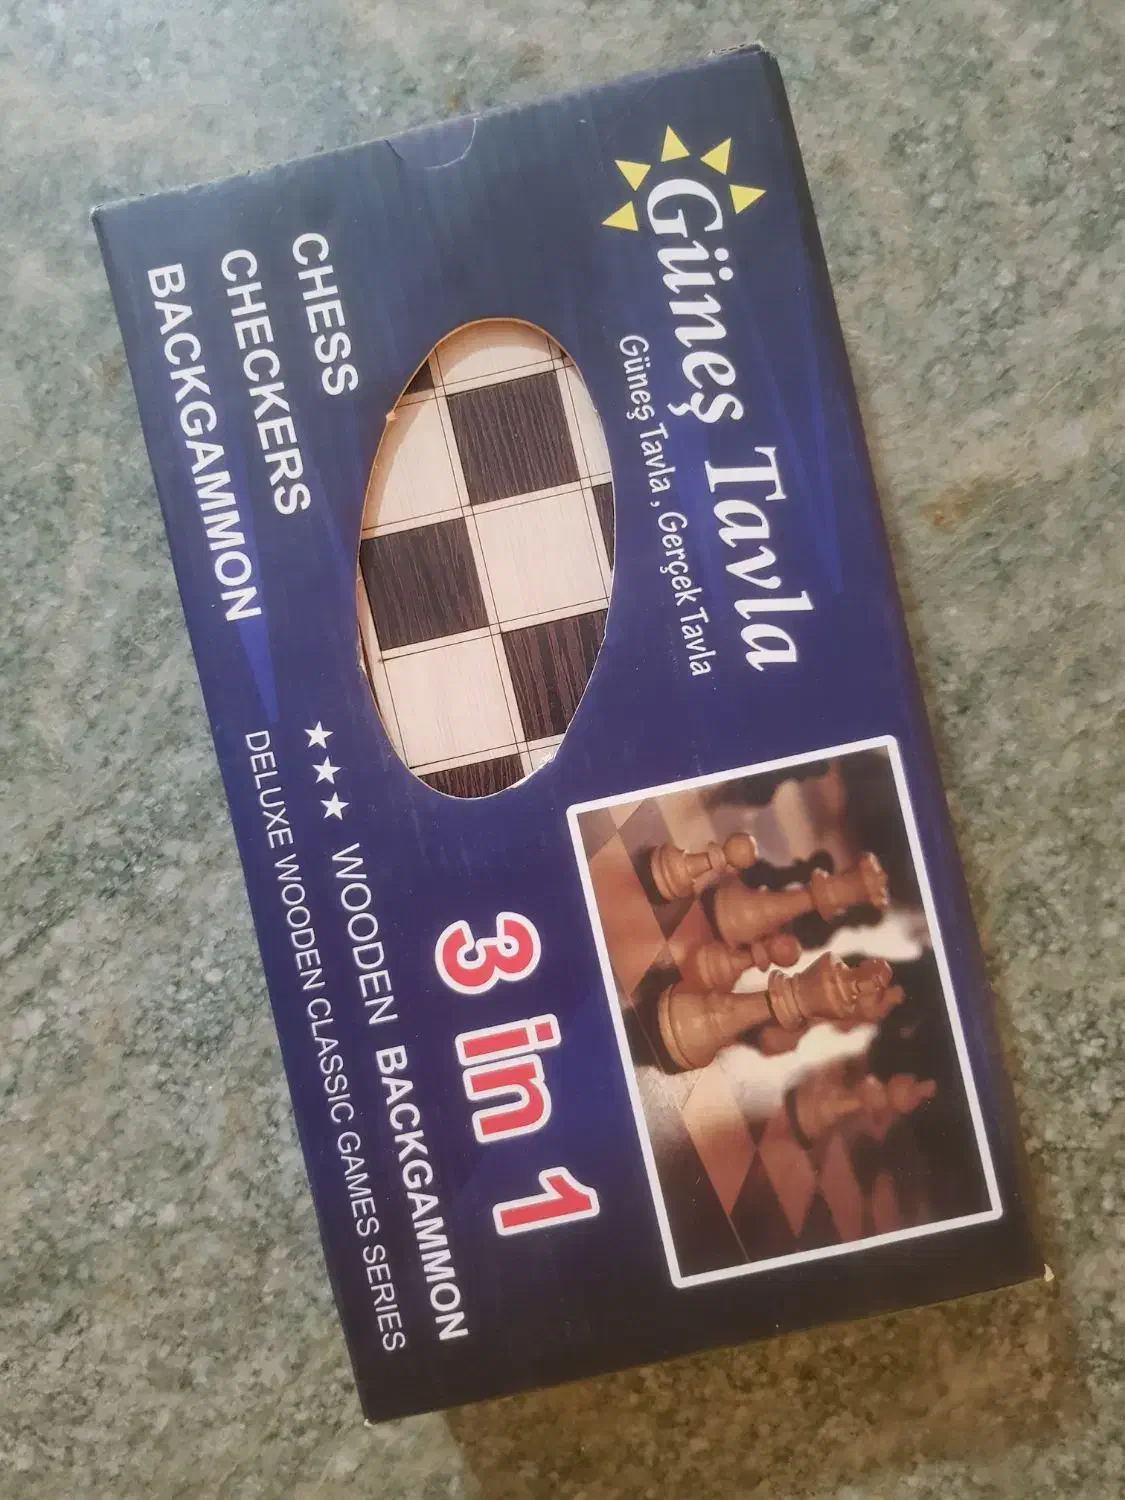 Güneş Tavla
Güneş Tavla , Gerçek Tavla
CHESS
CHECKERS
BACKGAMMON
3 in 1
★★★ WOODEN BACKGAMMON
DELUXE WOODEN CLASSIC GAMES SERIES